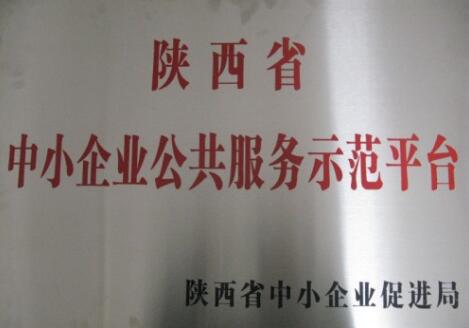 陕西省
中小企业公共服务示范平台
陕西省中小企业促进局